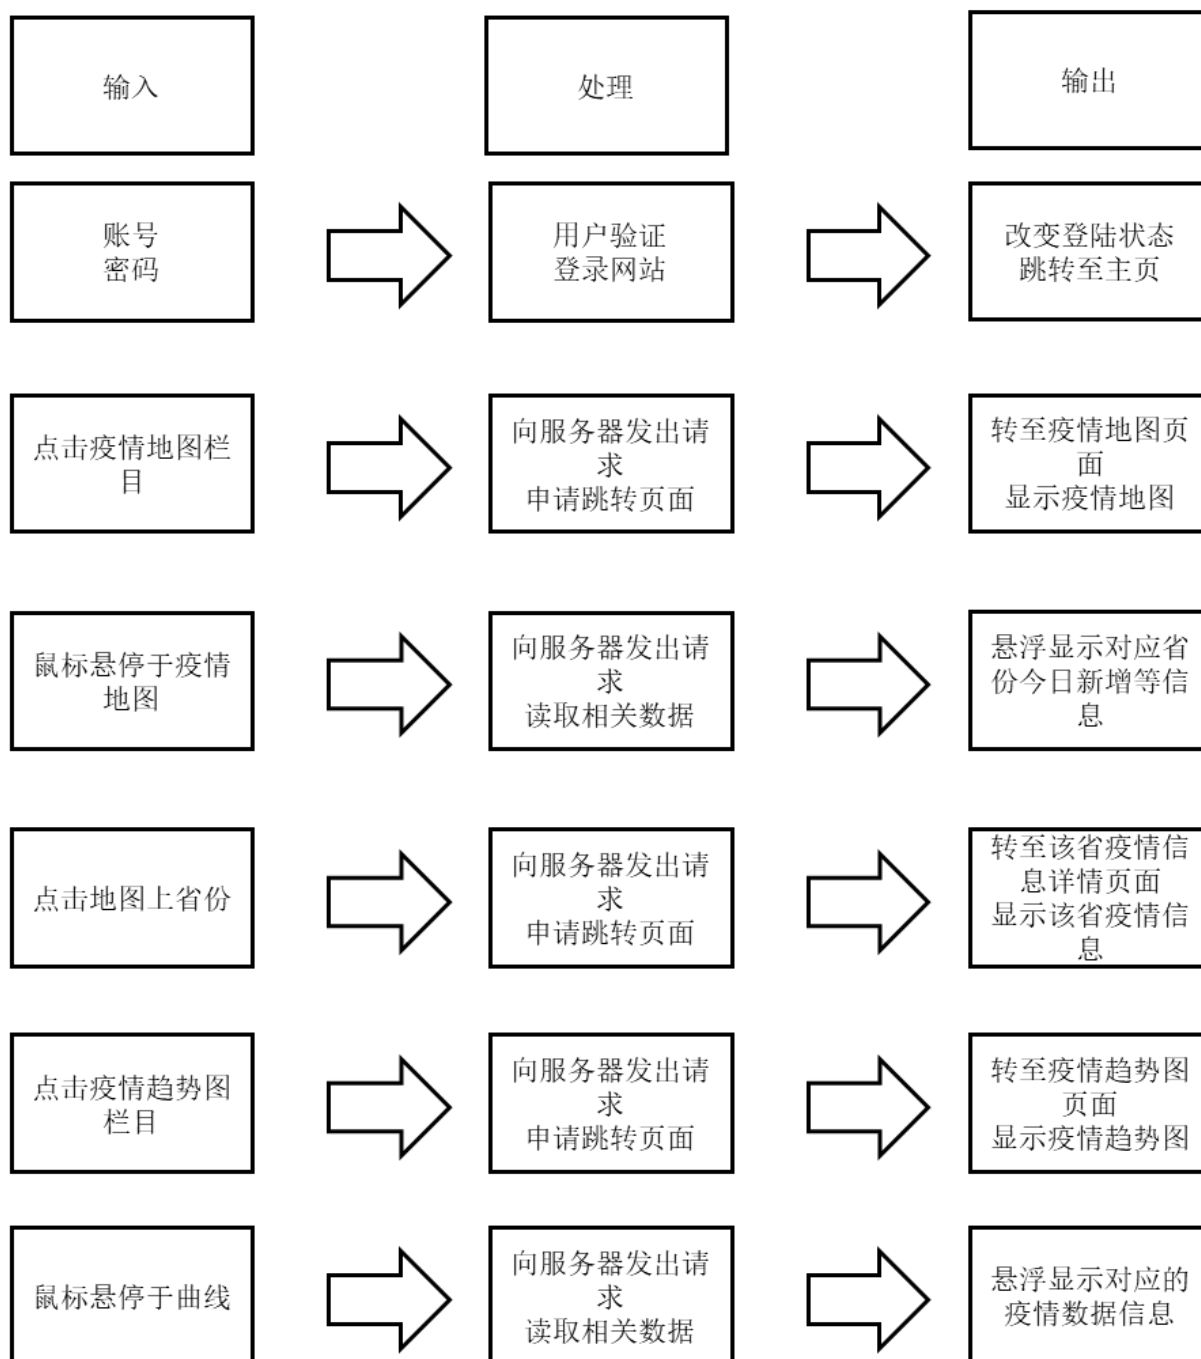 输入
处理
输出
账号
密码
用户验证
登录网站
改变登陆状态
跳转至主页
点击疫情地图栏
目
向服务器发出请
求
申请跳转页面
转至疫情地图页
面
显示疫情地图
鼠标悬停于疫情
地图
向服务器发出请
求
读取相关数据
悬浮显示对应省
份今日新增等信
息
点击地图上省份
向服务器发出请
求
申请跳转页面
转至该省疫情信
息详情页面
显示该省疫情信
息
点击疫情趋势图
栏目
向服务器发出请
求
申请跳转页面
转至疫情趋势图
页面
显示疫情趋势图
鼠标悬停于曲线
向服务器发出请
求
读取相关数据
悬浮显示对应的
疫情数据信息